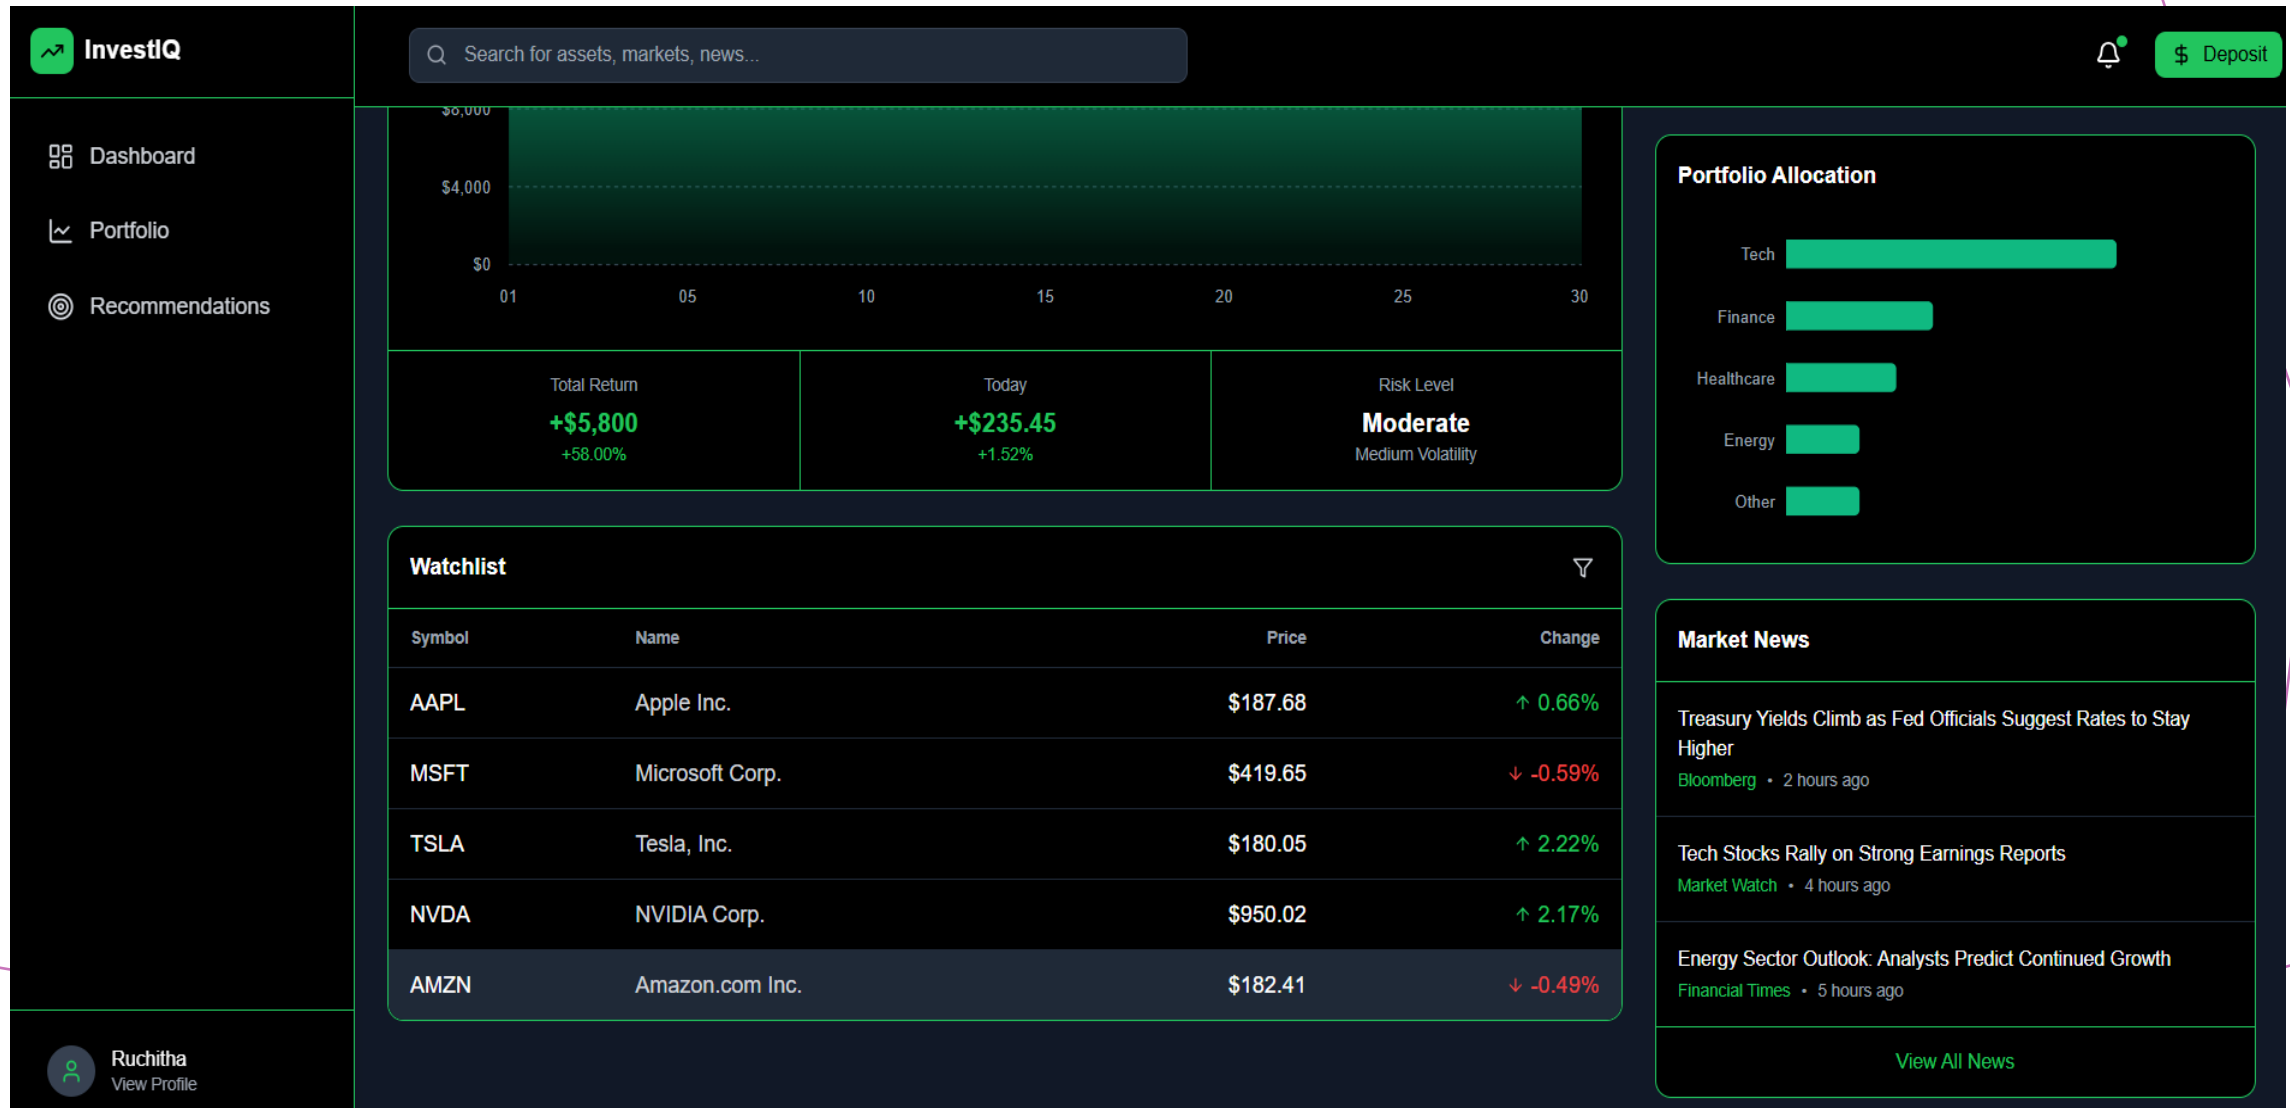 InvestIQ
Search for assets, markets, news...
Deposit
Dashboard
Portfolio
Recommendations
$8,000
$4,000
$0
01 05 10 15 20 25 30
Total Return
+$5,800
+58.00%
Today
+$235.45
+1.52%
Risk Level
Moderate
Medium Volatility
Watchlist
Symbol Name Price Change
AAPL Apple Inc. $187.68 ↑ 0.66%
MSFT Microsoft Corp. $419.65 ↓ -0.59%
TSLA Tesla, Inc. $180.05 ↑ 2.22%
NVDA NVIDIA Corp. $950.02 ↑ 2.17%
AMZN Amazon.com Inc. $182.41 ↓ -0.49%
Portfolio Allocation
Tech
Finance
Healthcare
Energy
Other
Market News
Treasury Yields Climb as Fed Officials Suggest Rates to Stay
Higher
Bloomberg • 2 hours ago
Tech Stocks Rally on Strong Earnings Reports
Market Watch • 4 hours ago
Energy Sector Outlook: Analysts Predict Continued Growth
Financial Times • 5 hours ago
View All News
Ruchitha
View Profile